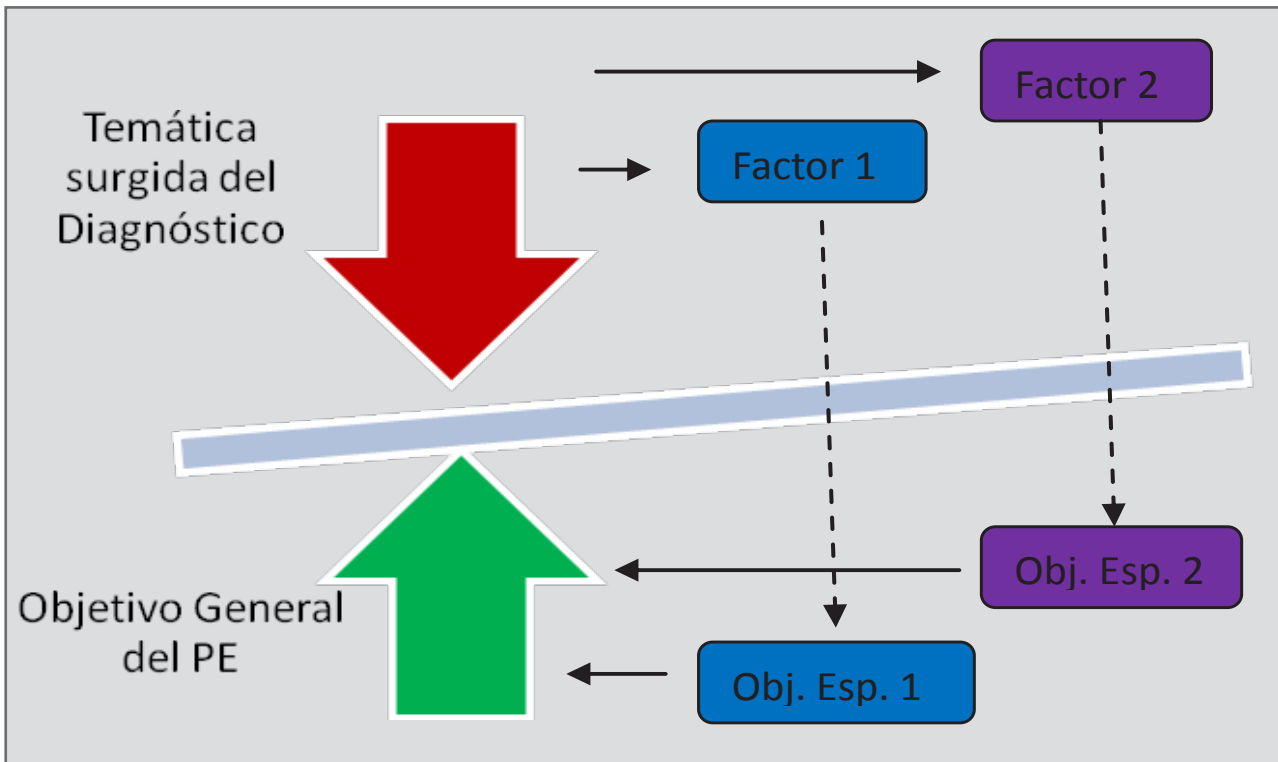 Temática
surgida del
Diagnóstico
Factor 2
Factor 1
Objetivo General
del PE
Obj. Esp. 2
Obj. Esp. 1